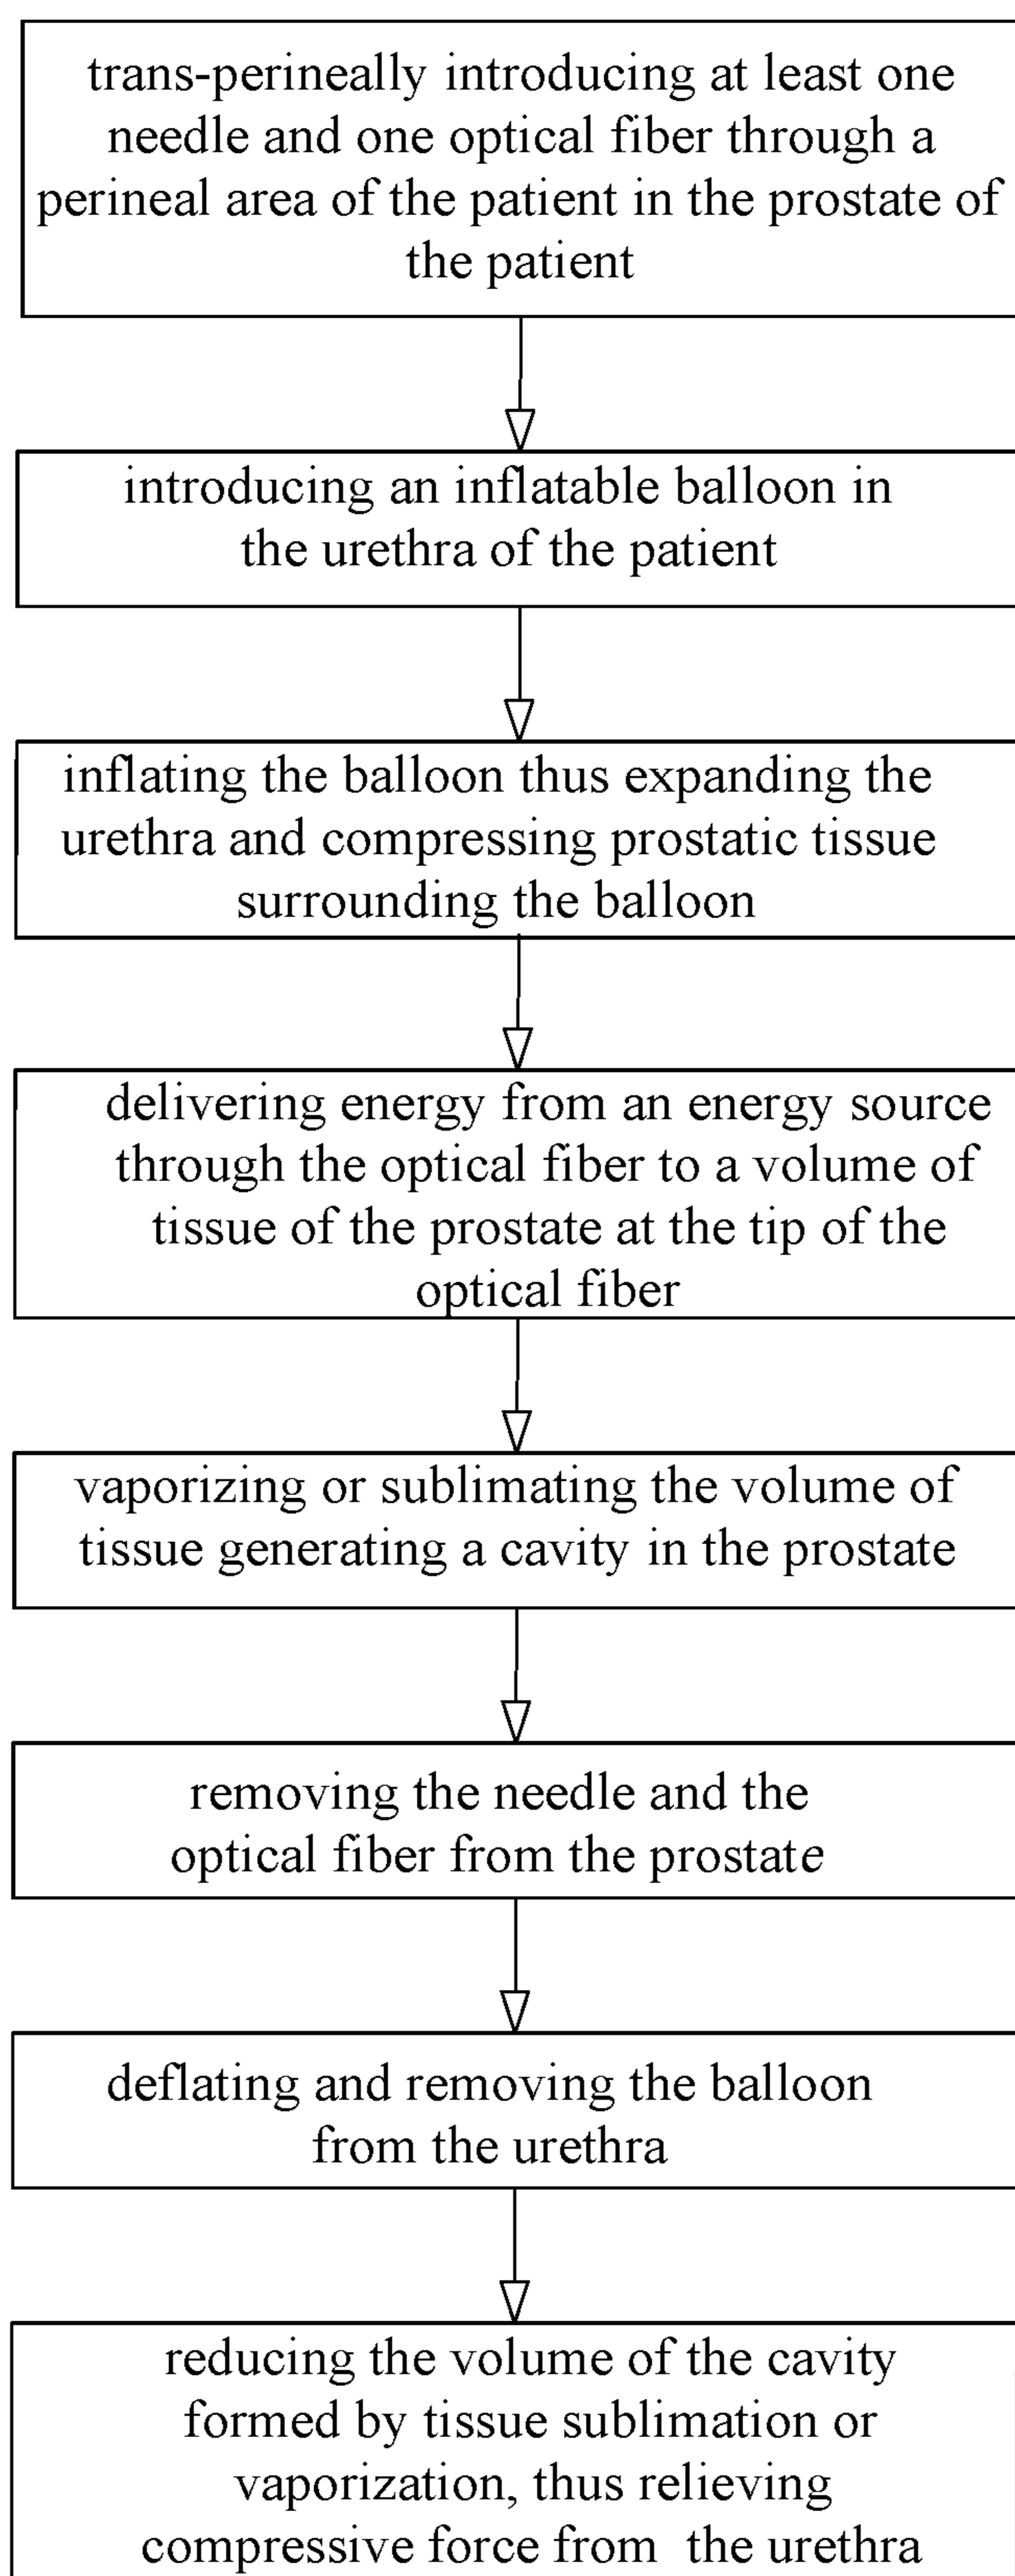 trans-perineally introducing at least one
needle and one optical fiber through a
perineal area of the patient in the prostate of
the patient
introducing an inflatable balloon in
the urethra of the patient
inflating the balloon thus expanding the
urethra and compressing prostatic tissue
surrounding the balloon
delivering energy from an energy source
through the optical fiber to a volume of
tissue of the prostate at the tip of the
optical fiber
vaporizing or sublimating the volume of
tissue generating a cavity in the prostate
removing the needle and the
optical fiber from the prostate
deflating and removing the balloon
from the urethra
reducing the volume of the cavity
formed by tissue sublimation or
vaporization, thus relieving
compressive force from the urethra